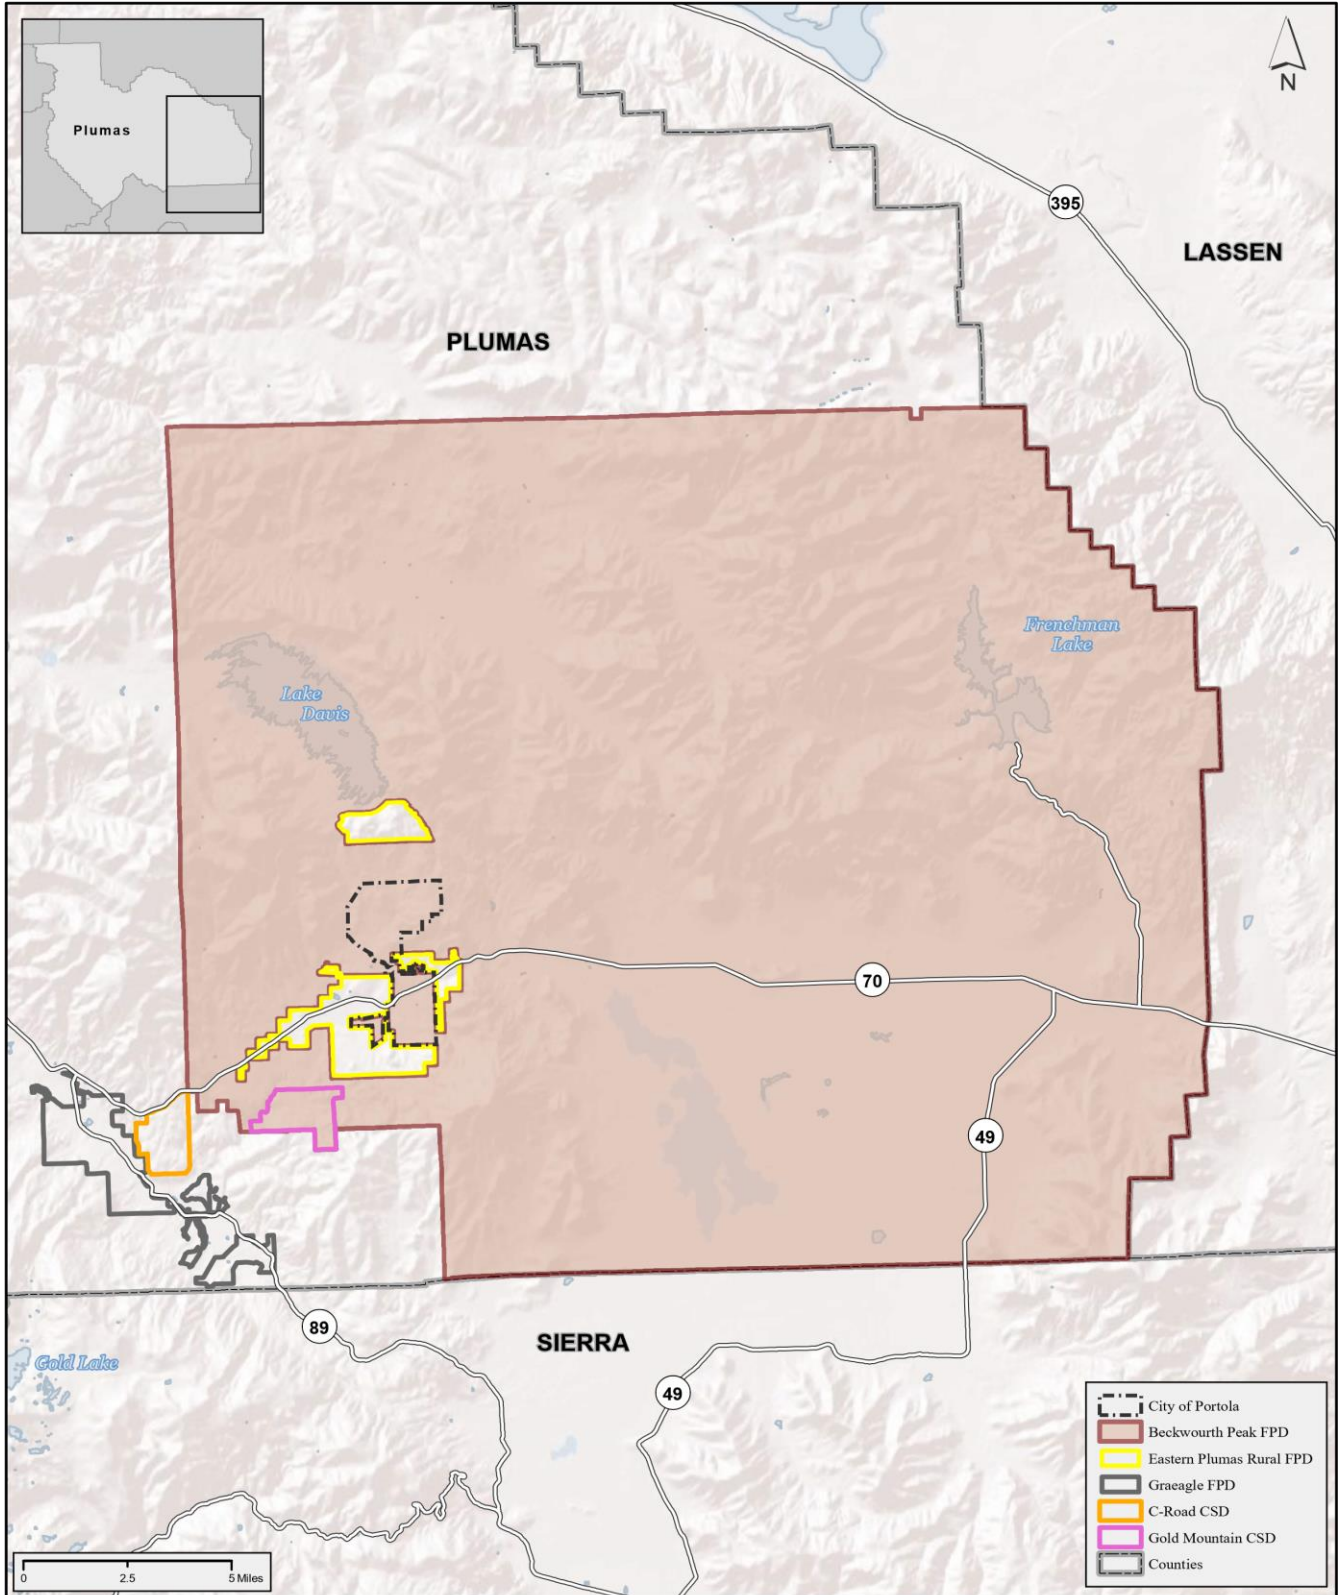 Plumas
N
395
LASSEN
PLUMAS
Frenchman
Lake
Lake
Davis
70
49
89
SIERRA
Gold Lake
49
City of Portola
Beckwourth Peak FPD
Eastern Plumas Rural FPD
Graeagle FPD
C-Road CSD
Gold Mountain CSD
Counties
0 2.5 5 Miles